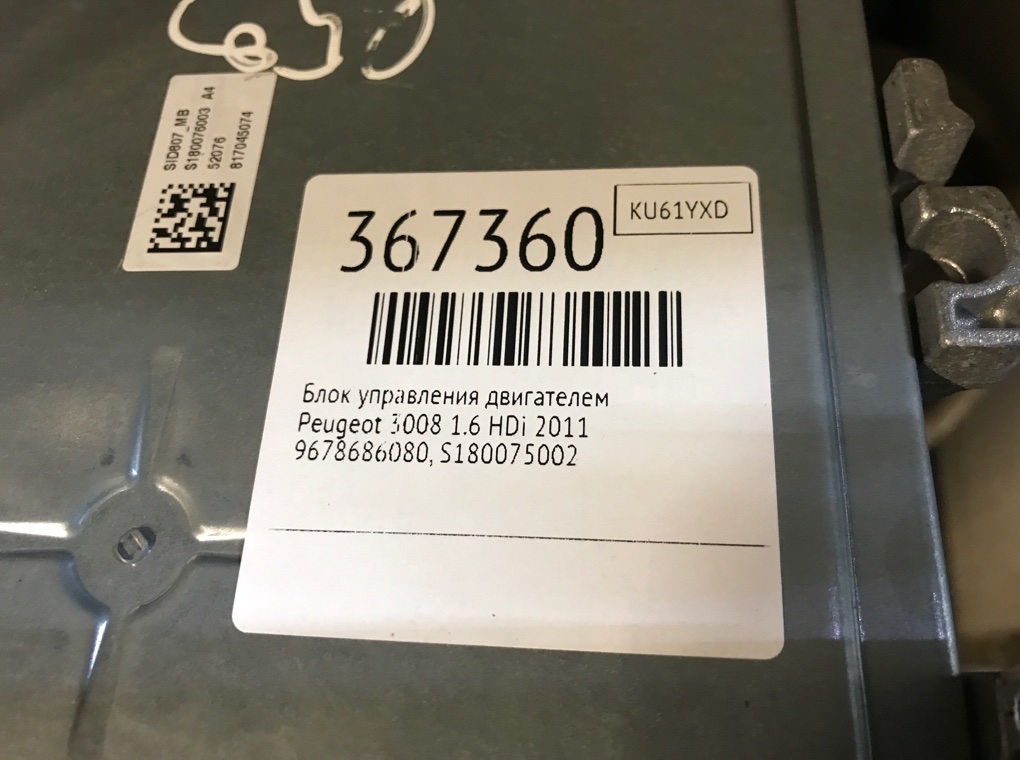 SID807_MB
S180076003 A4
52076
817045074
367360
KU61YXD
Блок управления двигателем
Peugeot 3008 1.6 HDi 2011
9678686080, S180075002